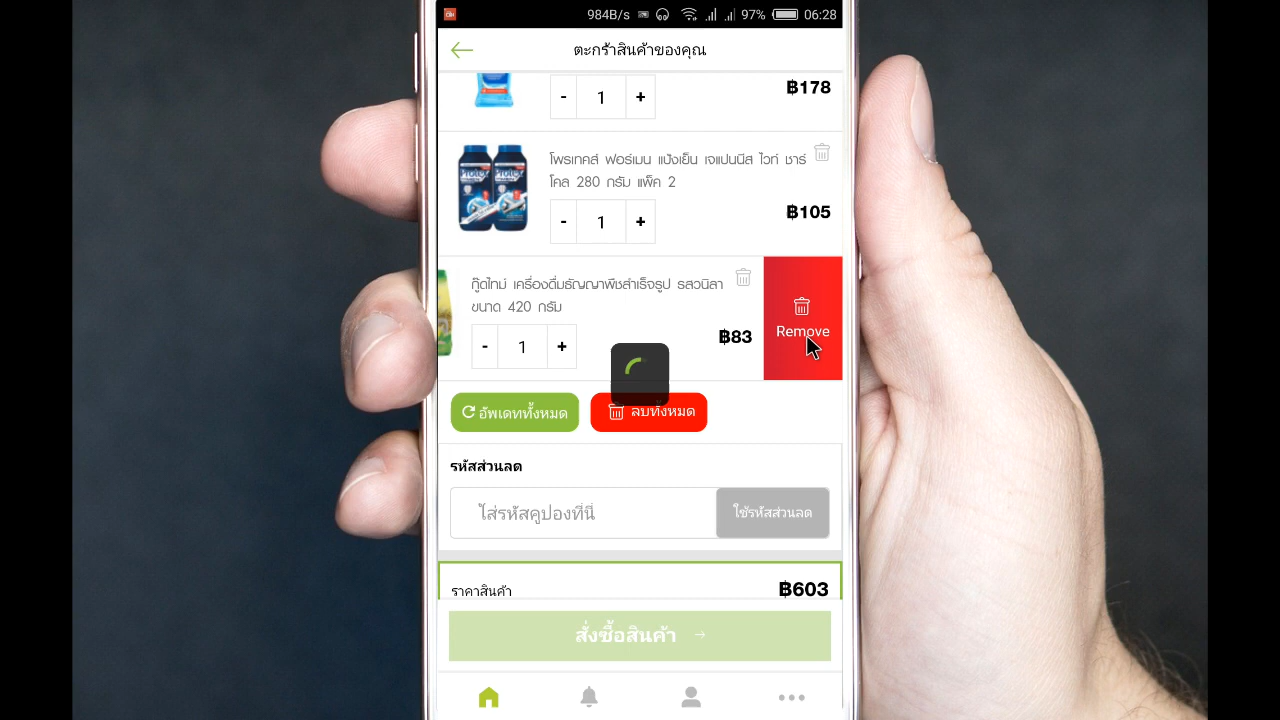 984B/s 97% 06:28
ตะกร้าสินค้าของคุณ
- 1 +
฿178
โพรเทคส์ ฟอร์เมน แป้งเย็น เจแปนนีส ไวท์ ชาร์
โคล 280 กรัม แพ็ค 2
Protex
- 1 +
฿105
กู๊ดไทม์ เครื่องดื่มธัญญาพืชสำเร็จรูป รสวนิลา
ขนาด 420 กรัม
- 1 +
฿83
Remove
อัพเดททั้งหมด
ลบทั้งหมด
รหัสส่วนลด
ใส่รหัสคูปองที่นี่
ใช้รหัสส่วนลด
ราคาสินค้า
฿603
สั่งซื้อสินค้า →